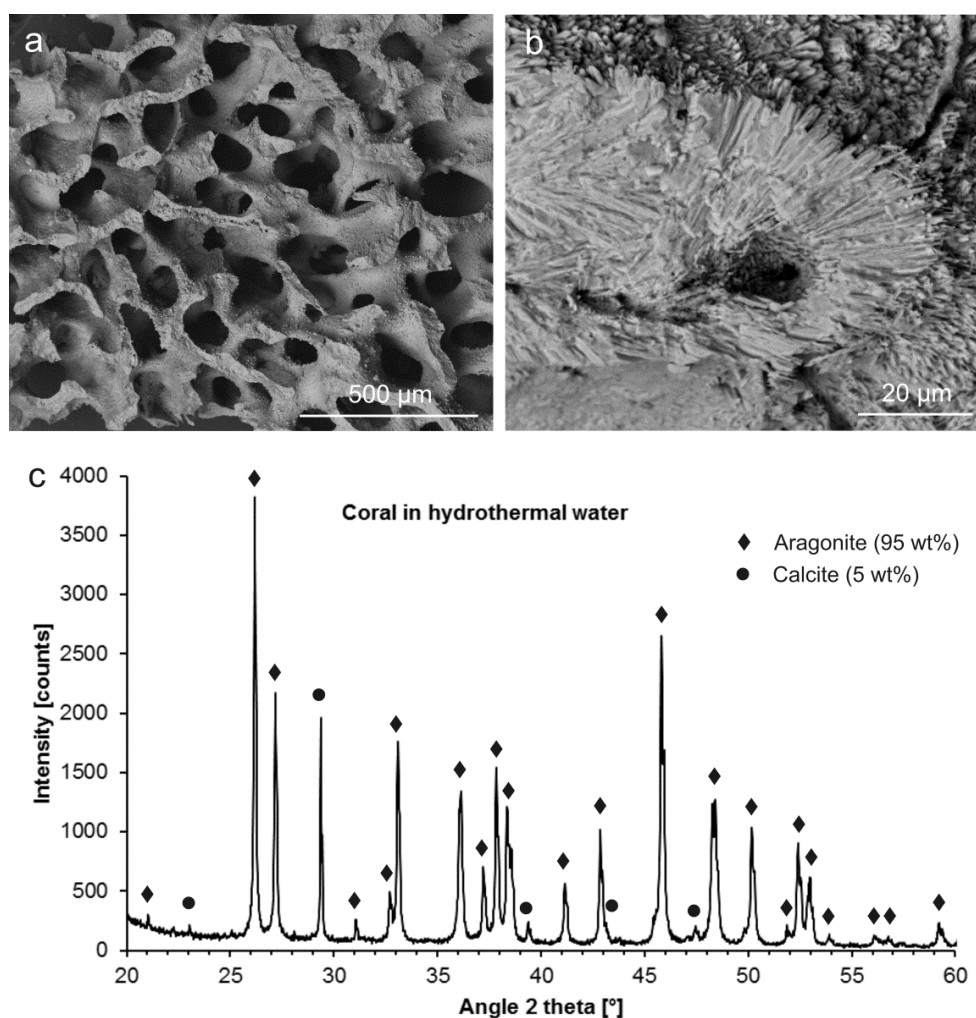 a
b
500 µm
20 µm
c
Coral in hydrothermal water
Aragonite (95 wt%)
Calcite (5 wt%)
Intensity [counts]
4000
3500
3000
2500
2000
1500
1000
500
0
20 25 30 35 40 45 50 55 60
Angle 2 theta [°]